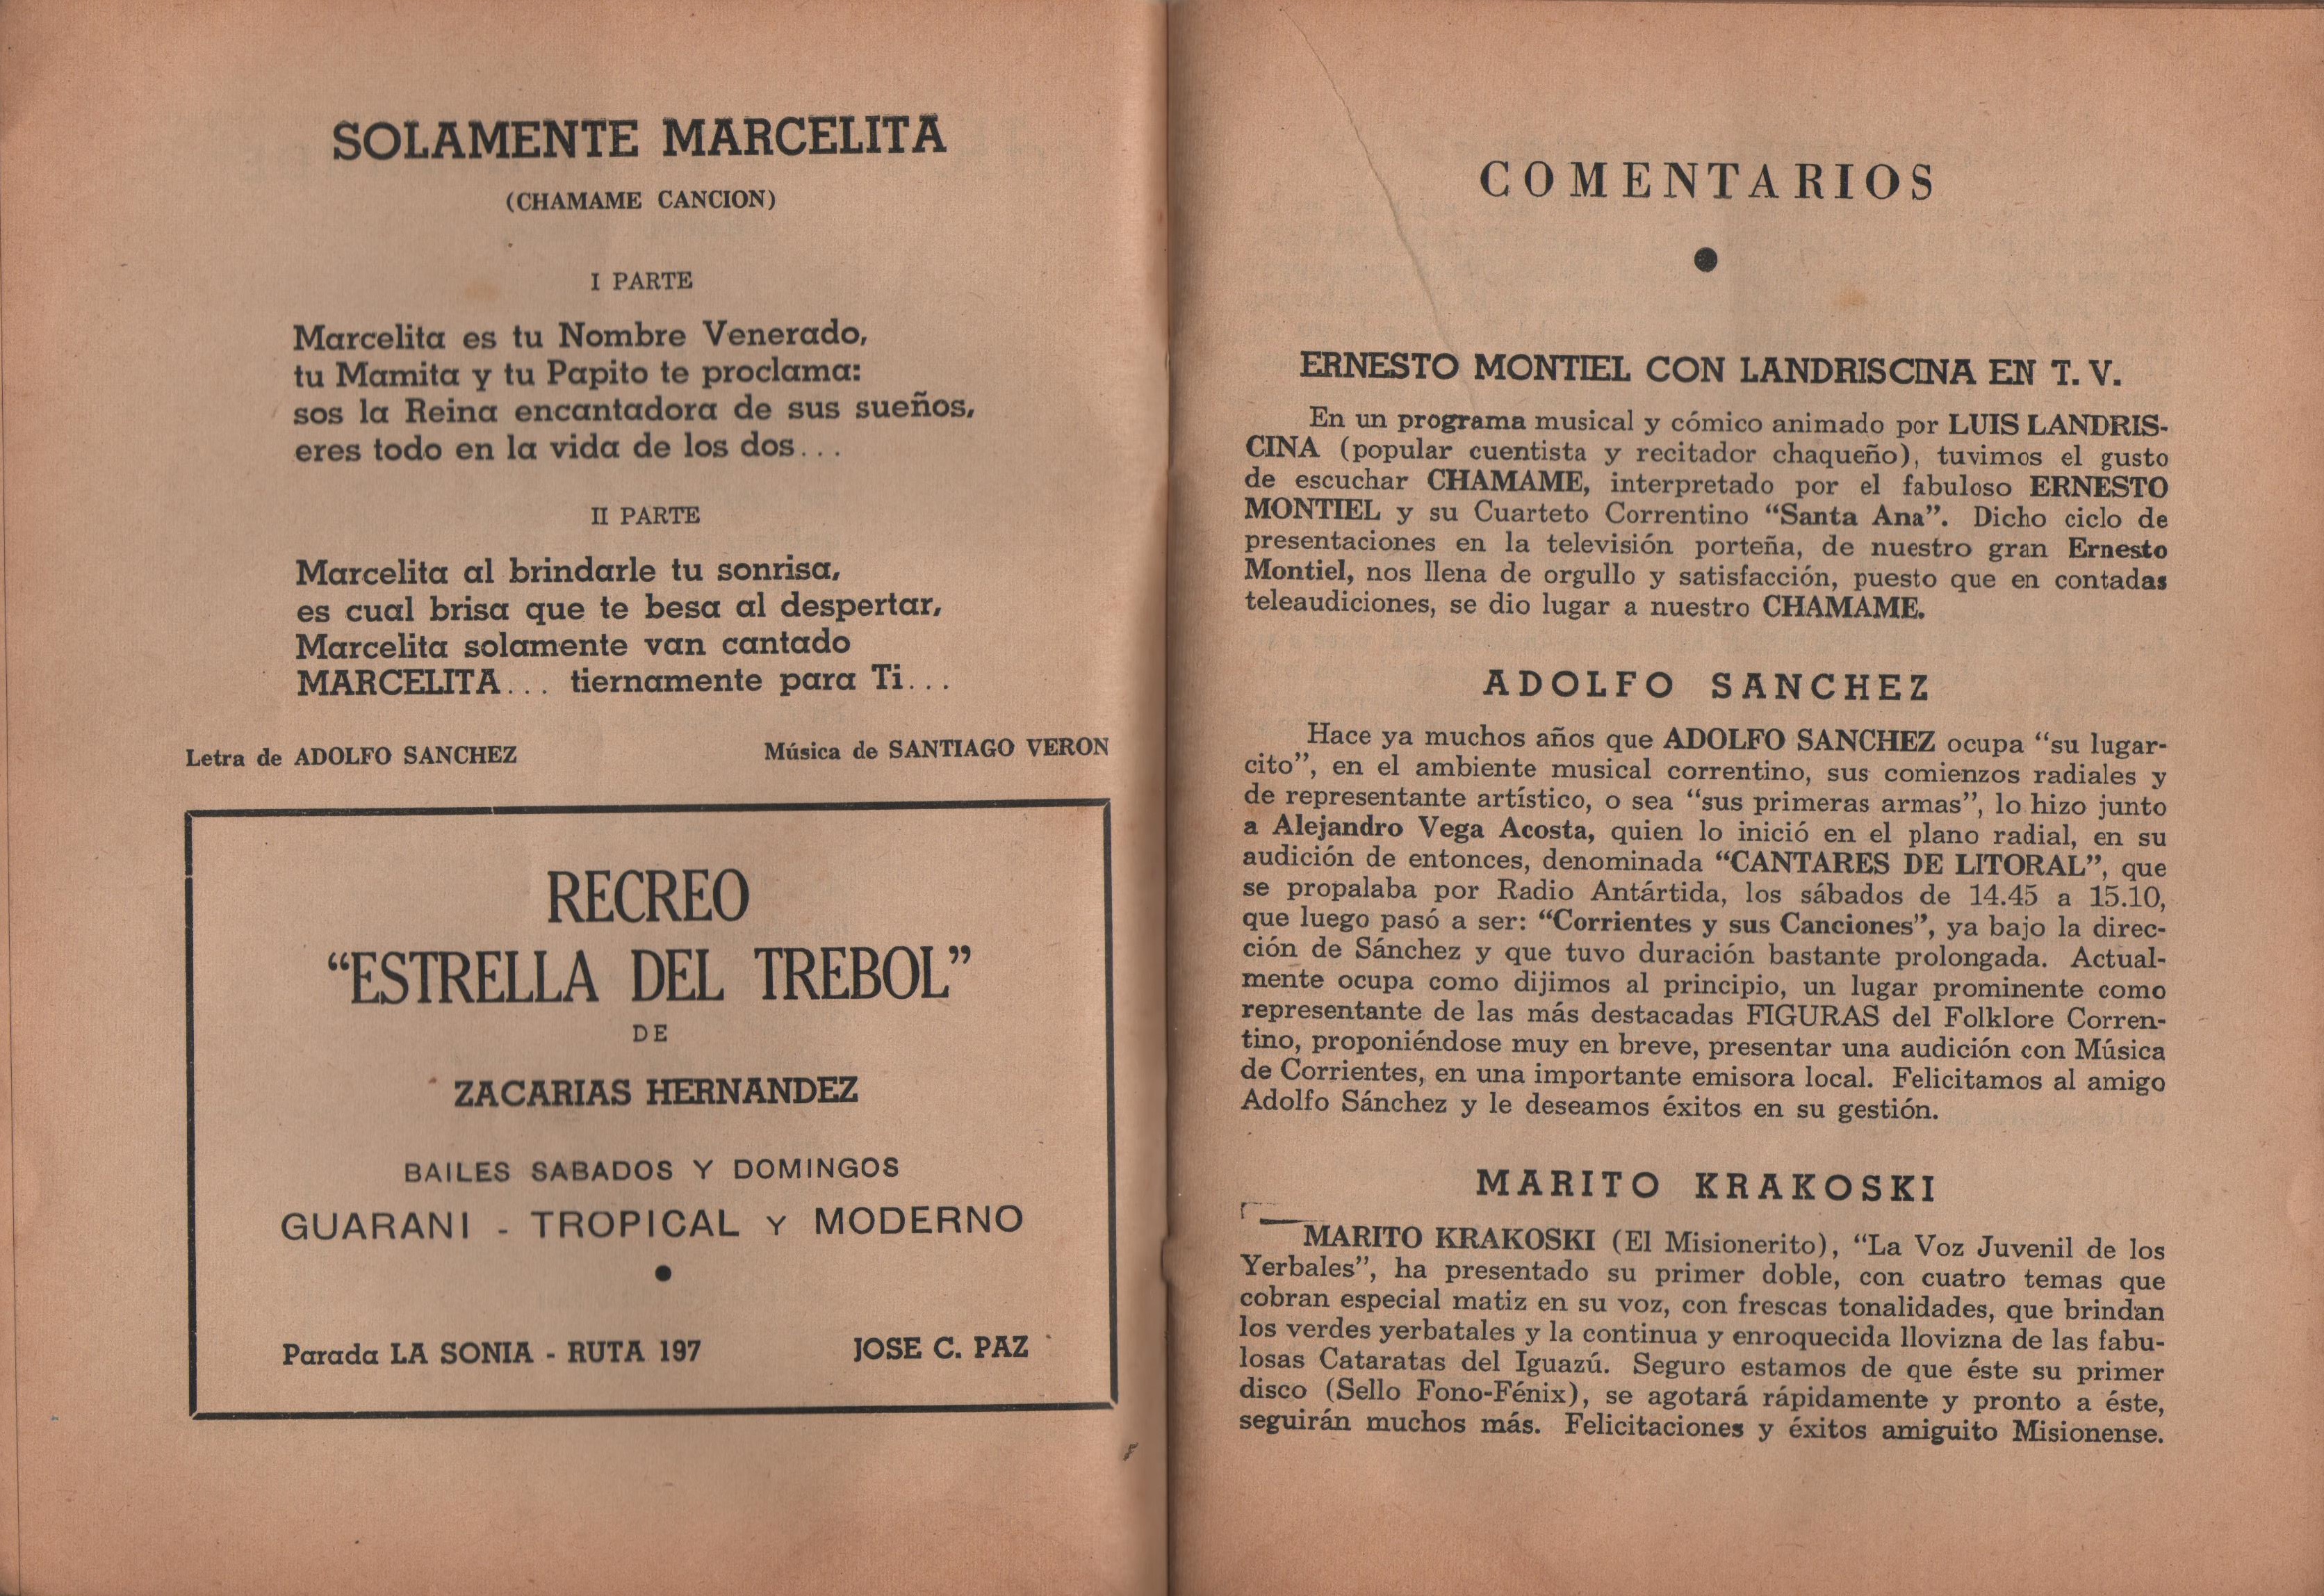 SOLAMENTE MARCELITA
(CHAMAME CANCION)
I PARTE
Marcelita es tu Nombre Venerado,
tu Mamita y tu Papito te proclama:
sos la Reina encantadora de sus sueños,
eres todo en la vida de los dos...
II PARTE
Marcelita al brindarle tu sonrisa,
es cual brisa que te besa al despertar,
Marcelita solamente van cantado
MARCELITA... tiernamente para Ti...
Letra de ADOLFO SANCHEZ Música de SANTIAGO VERON
RECREO
“ESTRELLA DEL TREBOL”
DE
ZACARIAS HERNANDEZ
BAILES SABADOS Y DOMINGOS
GUARANI - TROPICAL Y MODERNO
●
Parada LA SONIA - RUTA 197 JOSE C. PAZ
COMENTARIOS
●
ERNESTO MONTIEL CON LANDRISCINA EN T. V.
En un programa musical y cómico animado por LUIS LANDRIS-
CINA (popular cuentista y recitador chaqueño), tuvimos el gusto
de escuchar CHAMAME, interpretado por el fabuloso ERNESTO
MONTIEL y su Cuarteto Correntino “Santa Ana”. Dicho ciclo de
presentaciones en la televisión porteña, de nuestro gran Ernesto
Montiel, nos llena de orgullo y satisfacción, puesto que en contadas
teleaudiciones, se dio lugar a nuestro CHAMAME.
ADOLFO SANCHEZ
Hace ya muchos años que ADOLFO SANCHEZ ocupa “su lugar-
cito”, en el ambiente musical correntino, sus comienzos radiales y
de representante artístico, o sea “sus primeras armas”, lo hizo junto
a Alejandro Vega Acosta, quien lo inició en el plano radial, en su
audición de entonces, denominada “CANTARES DE LITORAL”, que
se propalaba por Radio Antártida, los sábados de 14.45 a 15.10,
que luego pasó a ser: “Corrientes y sus Canciones”, ya bajo la direc-
ción de Sánchez y que tuvo duración bastante prolongada. Actual-
mente ocupa como dijimos al principio, un lugar prominente como
representante de las más destacadas FIGURAS del Folklore Corren-
tino, proponiéndose muy en breve, presentar una audición con Música
de Corrientes, en una importante emisora local. Felicitamos al amigo
Adolfo Sánchez y le deseamos éxitos en su gestión.
MARITO KRAKOSKI
MARITO KRAKOSKI (El Misionerito), “La Voz Juvenil de los
Yerbales”, ha presentado su primer doble, con cuatro temas que
cobran especial matiz en su voz, con frescas tonalidades, que brindan
los verdes yerbatales y la continua y enroquecida llovizna de las fabu-
losas Cataratas del Iguazú. Seguro estamos de que éste su primer
disco (Sello Fono-Fénix), se agotará rápidamente y pronto a éste,
seguirán muchos más. Felicitaciones y éxitos amiguito Misionense.